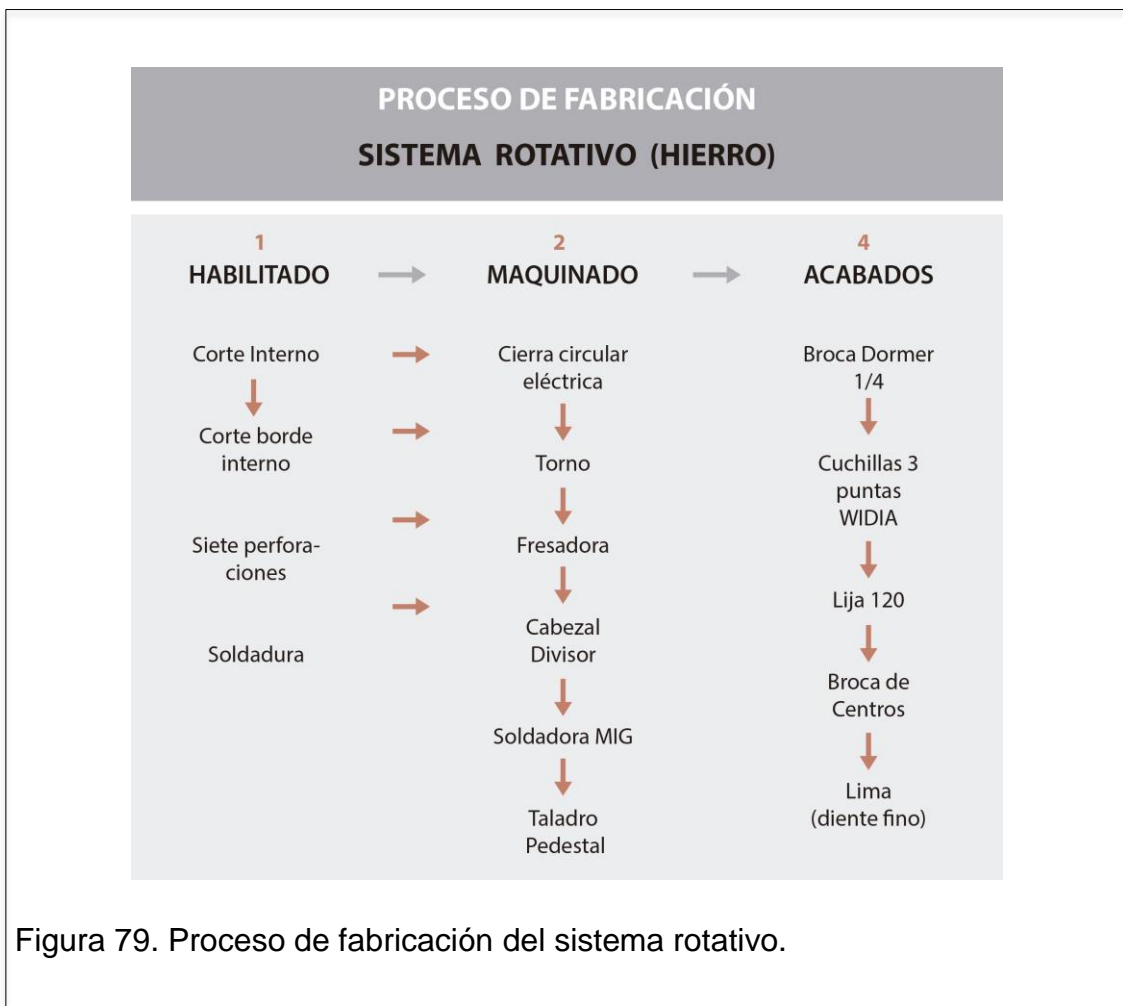 PROCESO DE FABRICACIÓN
SISTEMA ROTATIVO (HIERRO)
1
HABILITADO
Corte Interno
Corte borde
interno
Siete perfora-
ciones
Soldadura
2
MAQUINADO
Cierra circular
eléctrica
Torno
Fresadora
Cabezal
Divisor
Soldadora MIG
Taladro
Pedestal
4
ACABADOS
Broca Dormer
1/4
Cuchillas 3
puntas
WIDIA
Lija 120
Broca de
Centros
Lima
(diente fino)
Figura 79. Proceso de fabricación del sistema rotativo.